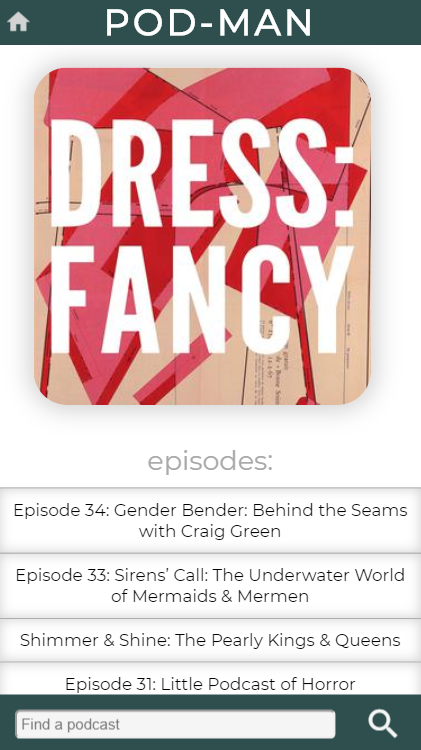 POD-MAN
DRESS:
FANCY
episodes:
Episode 34: Gender Bender: Behind the Seams
with Craig Green
Episode 33: Sirens’ Call: The Underwater World
of Mermaids & Mermen
Shimmer & Shine: The Pearly Kings & Queens
Episode 31: Little Podcast of Horror
Find a podcast